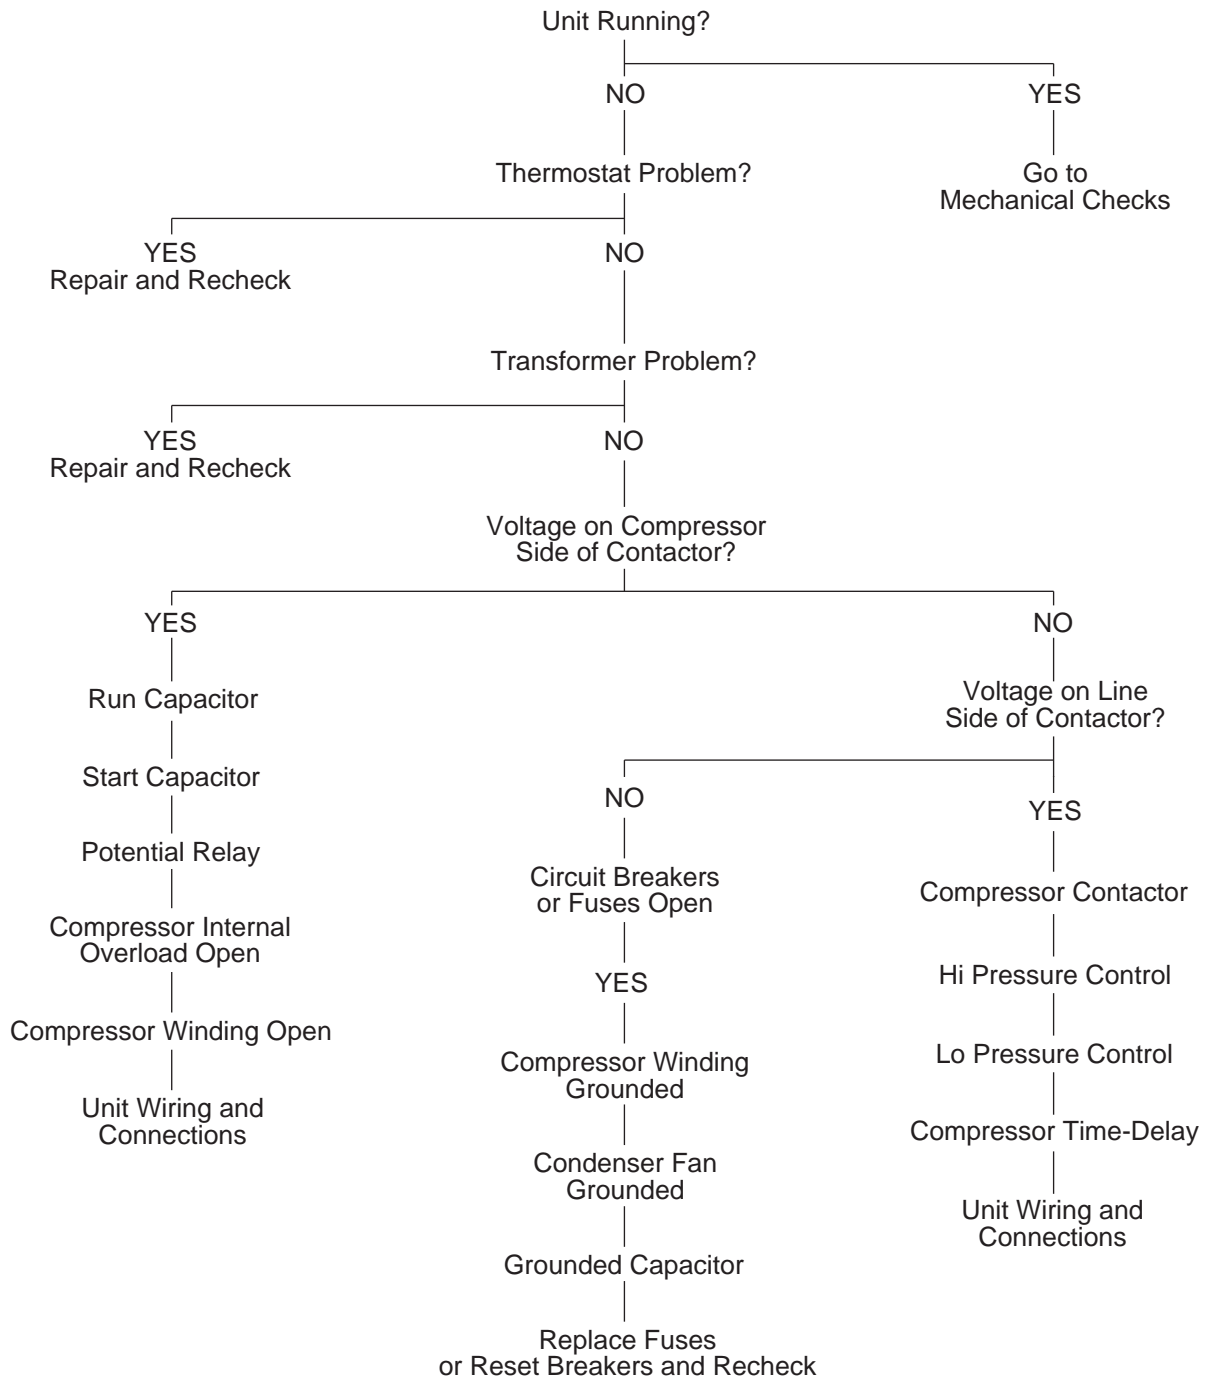 Unit Running?
NO
YES
Thermostat Problem?
Go to
Mechanical Checks
YES
Repair and Recheck
NO
Transformer Problem?
YES
Repair and Recheck
NO
Voltage on Compressor
Side of Contactor?
YES
Run Capacitor
Start Capacitor
Potential Relay
Compressor Internal
Overload Open
Compressor Winding Open
Unit Wiring and
Connections
NO
Voltage on Line
Side of Contactor?
NO
Circuit Breakers
or Fuses Open
YES
Compressor Winding
Grounded
Condenser Fan
Grounded
Grounded Capacitor
Replace Fuses
or Reset Breakers and Recheck
YES
Compressor Contactor
Hi Pressure Control
Lo Pressure Control
Compressor Time-Delay
Unit Wiring and
Connections